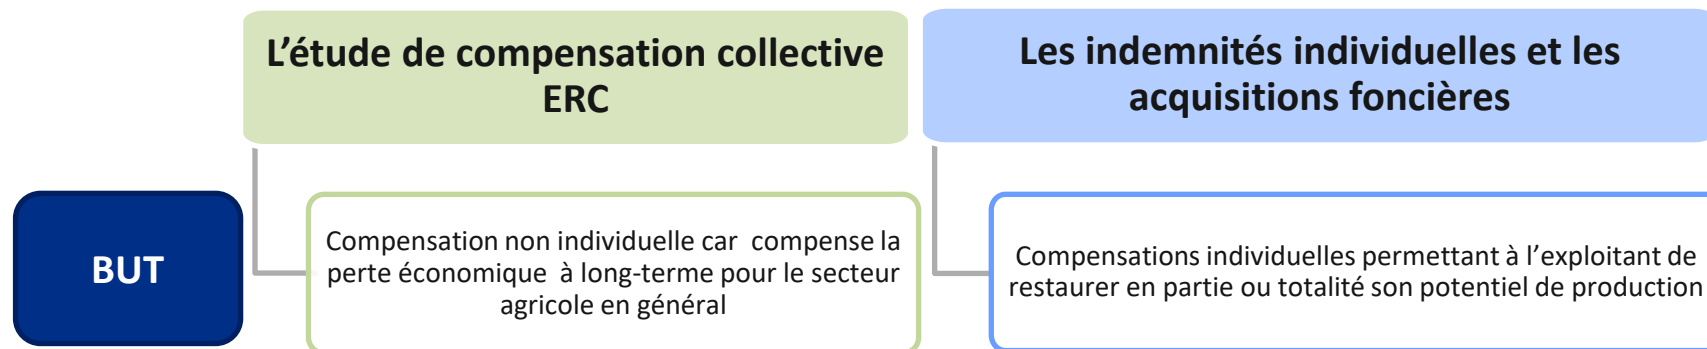 L’étude de compensation collective
ERC
Les indemnités individuelles et les
acquisitions foncières
BUT
Compensation non individuelle car  compense la
perte économique  à long-terme pour le secteur
agricole en général
Compensations individuelles permettant à l’exploitant de
restaurer en partie ou totalité son potentiel de production